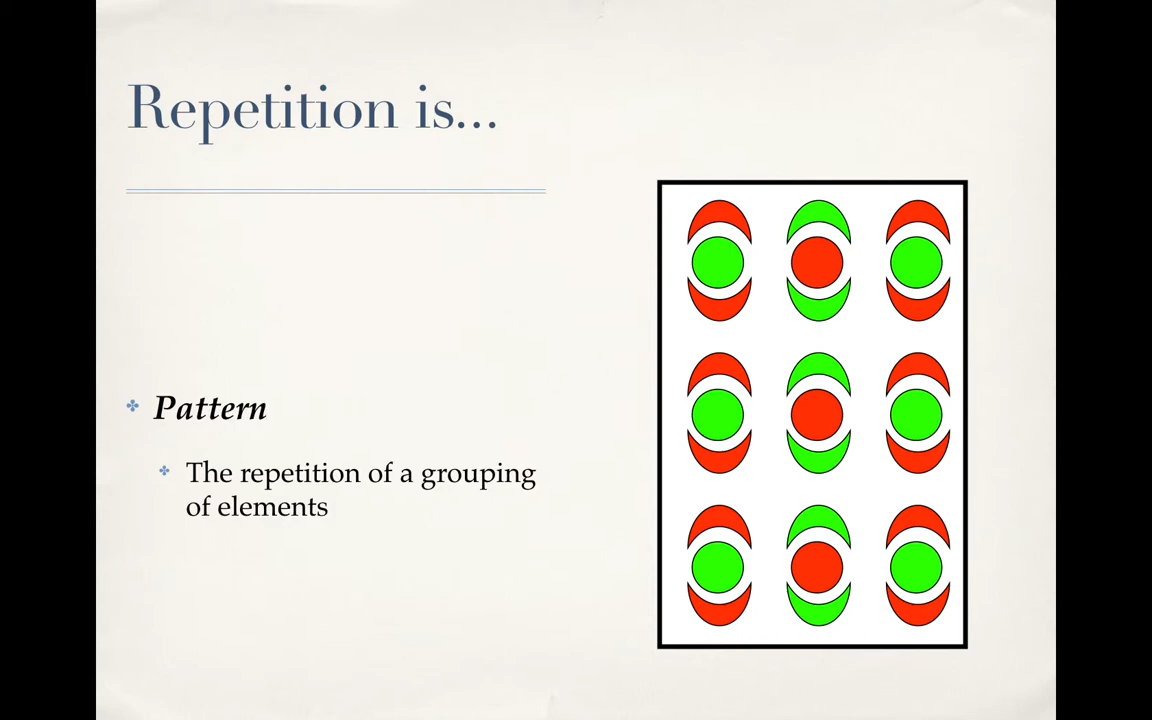 Repetition is...
Pattern
The repetition of a grouping
of elements